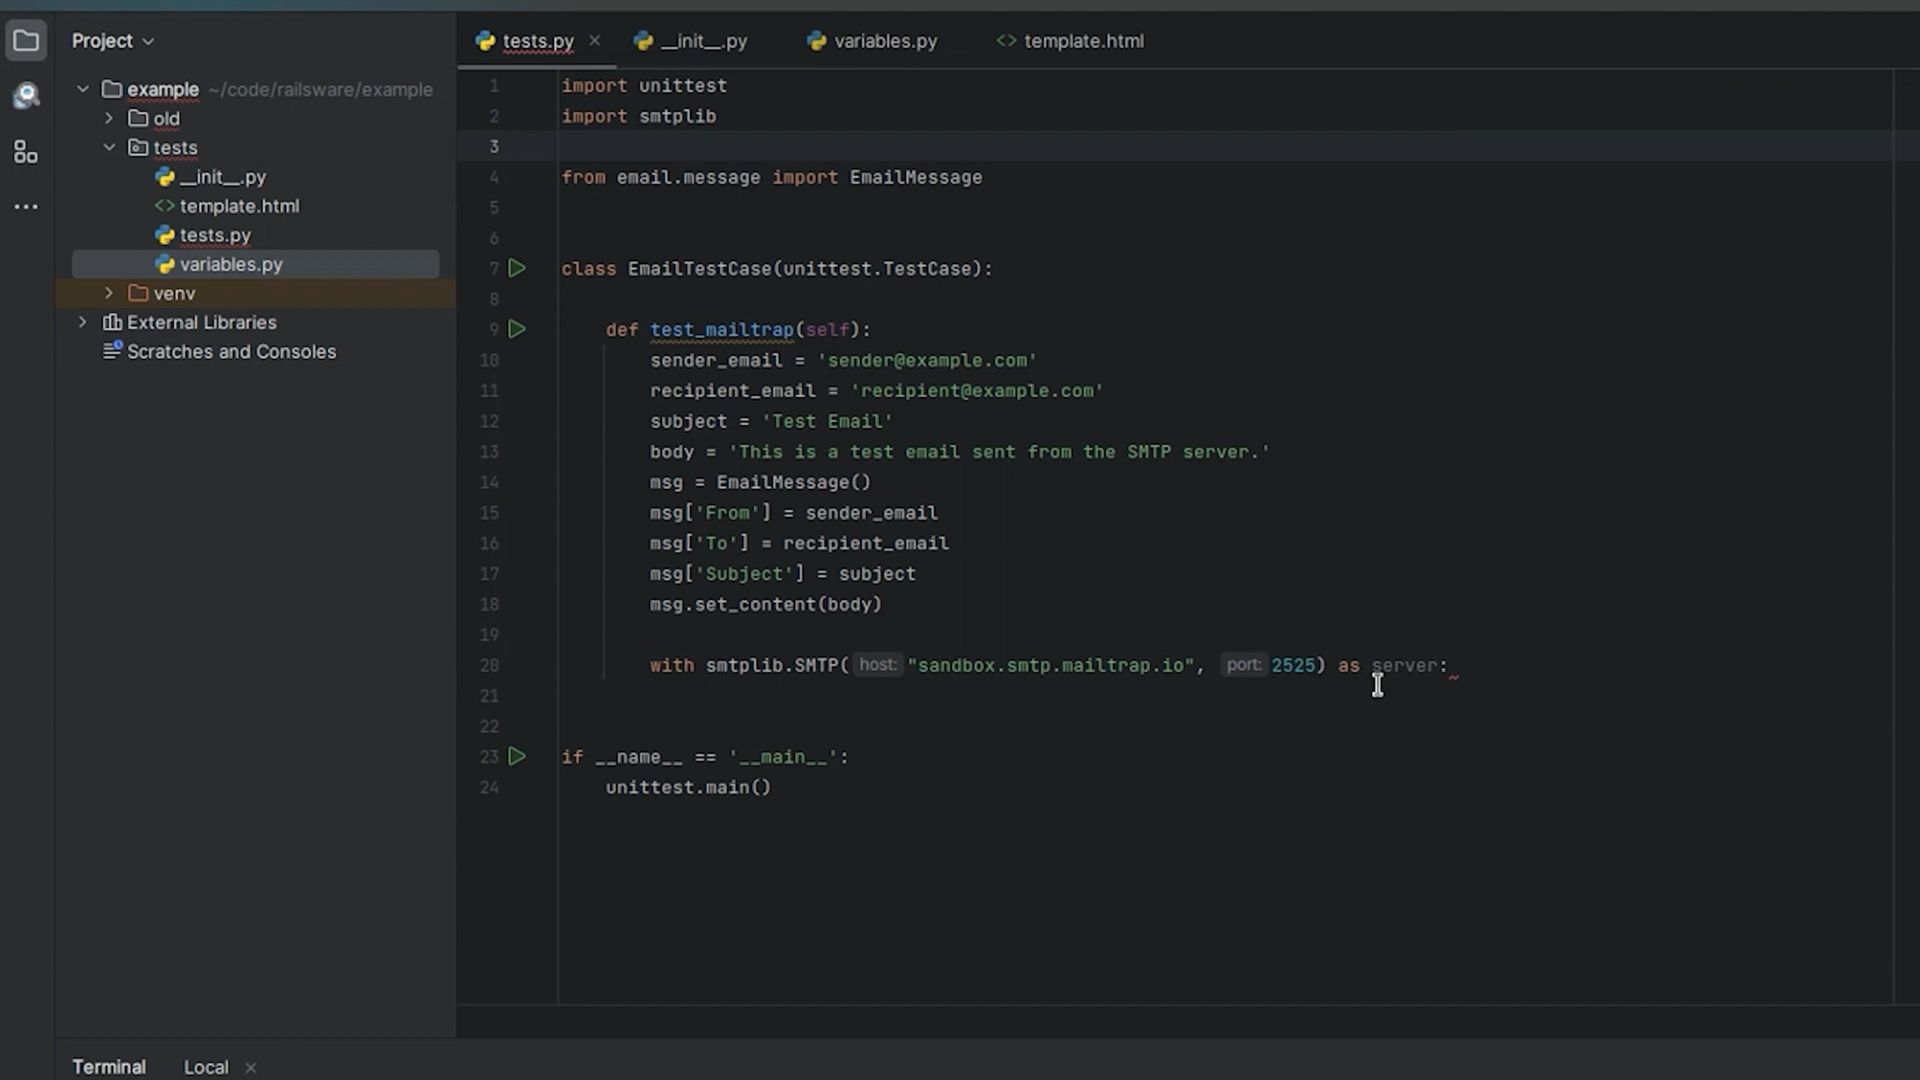 Project
example ~/code/railsware/example
old
tests
__init__.py
template.html
tests.py
variables.py
venv
External Libraries
Scratches and Consoles
tests.py
__init__.py
variables.py
template.html
1 import unittest
2 import smtplib
3
4 from email.message import EmailMessage
5
6
7 class EmailTestCase(unittest.TestCase):
8
9 def test_mailtrap(self):
10 sender_email = 'sender@example.com'
11 recipient_email = 'recipient@example.com'
12 subject = 'Test Email'
13 body = 'This is a test email sent from the SMTP server.'
14 msg = EmailMessage()
15 msg['From'] = sender_email
16 msg['To'] = recipient_email
17 msg['Subject'] = subject
18 msg.set_content(body)
19
20 with smtplib.SMTP( host: "sandbox.smtp.mailtrap.io", port: 2525) as server:
21
22
23 if __name__ == '__main__':
24 unittest.main()
Terminal Local